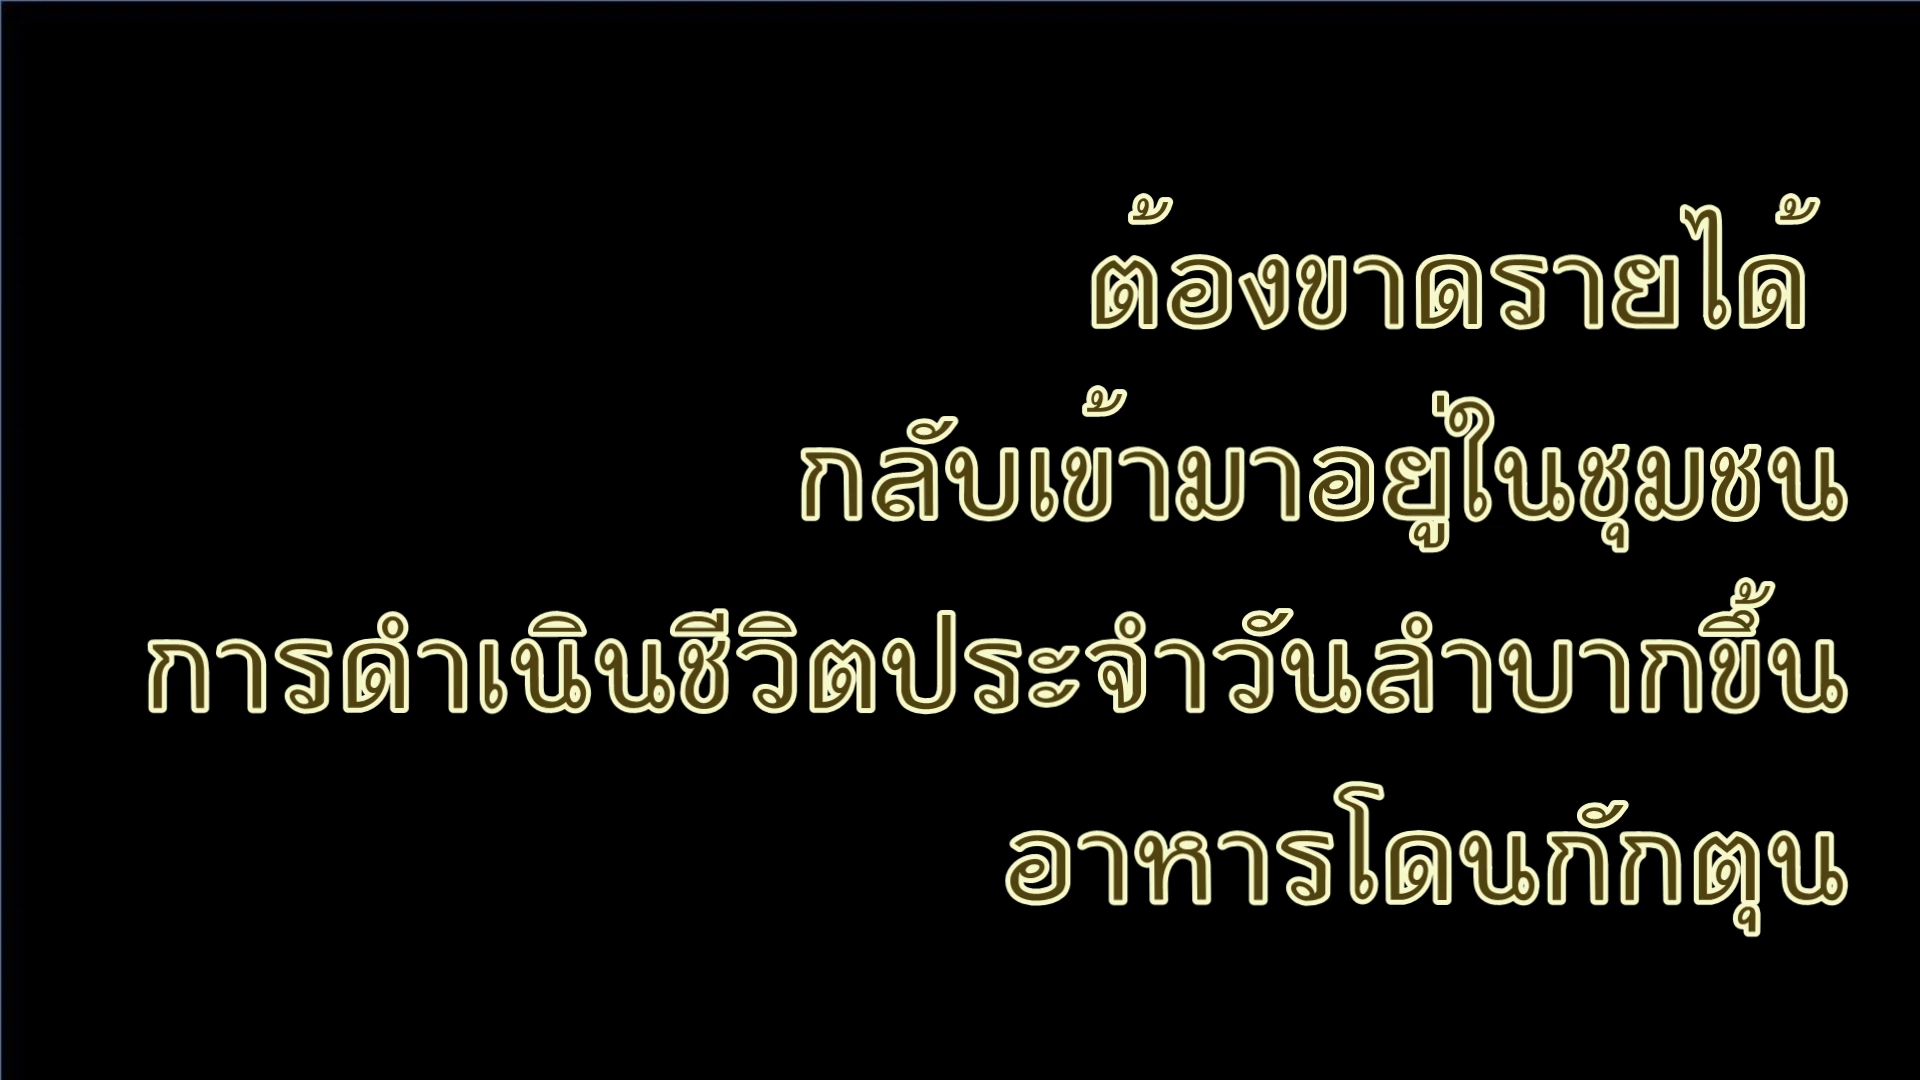 ต้องขาดรายได้
กลับเข้ามาอยู่ในชุมชน
การดำเนินชีวิตประจำวันลำบากขึ้น
อาหารโดนกักตุน